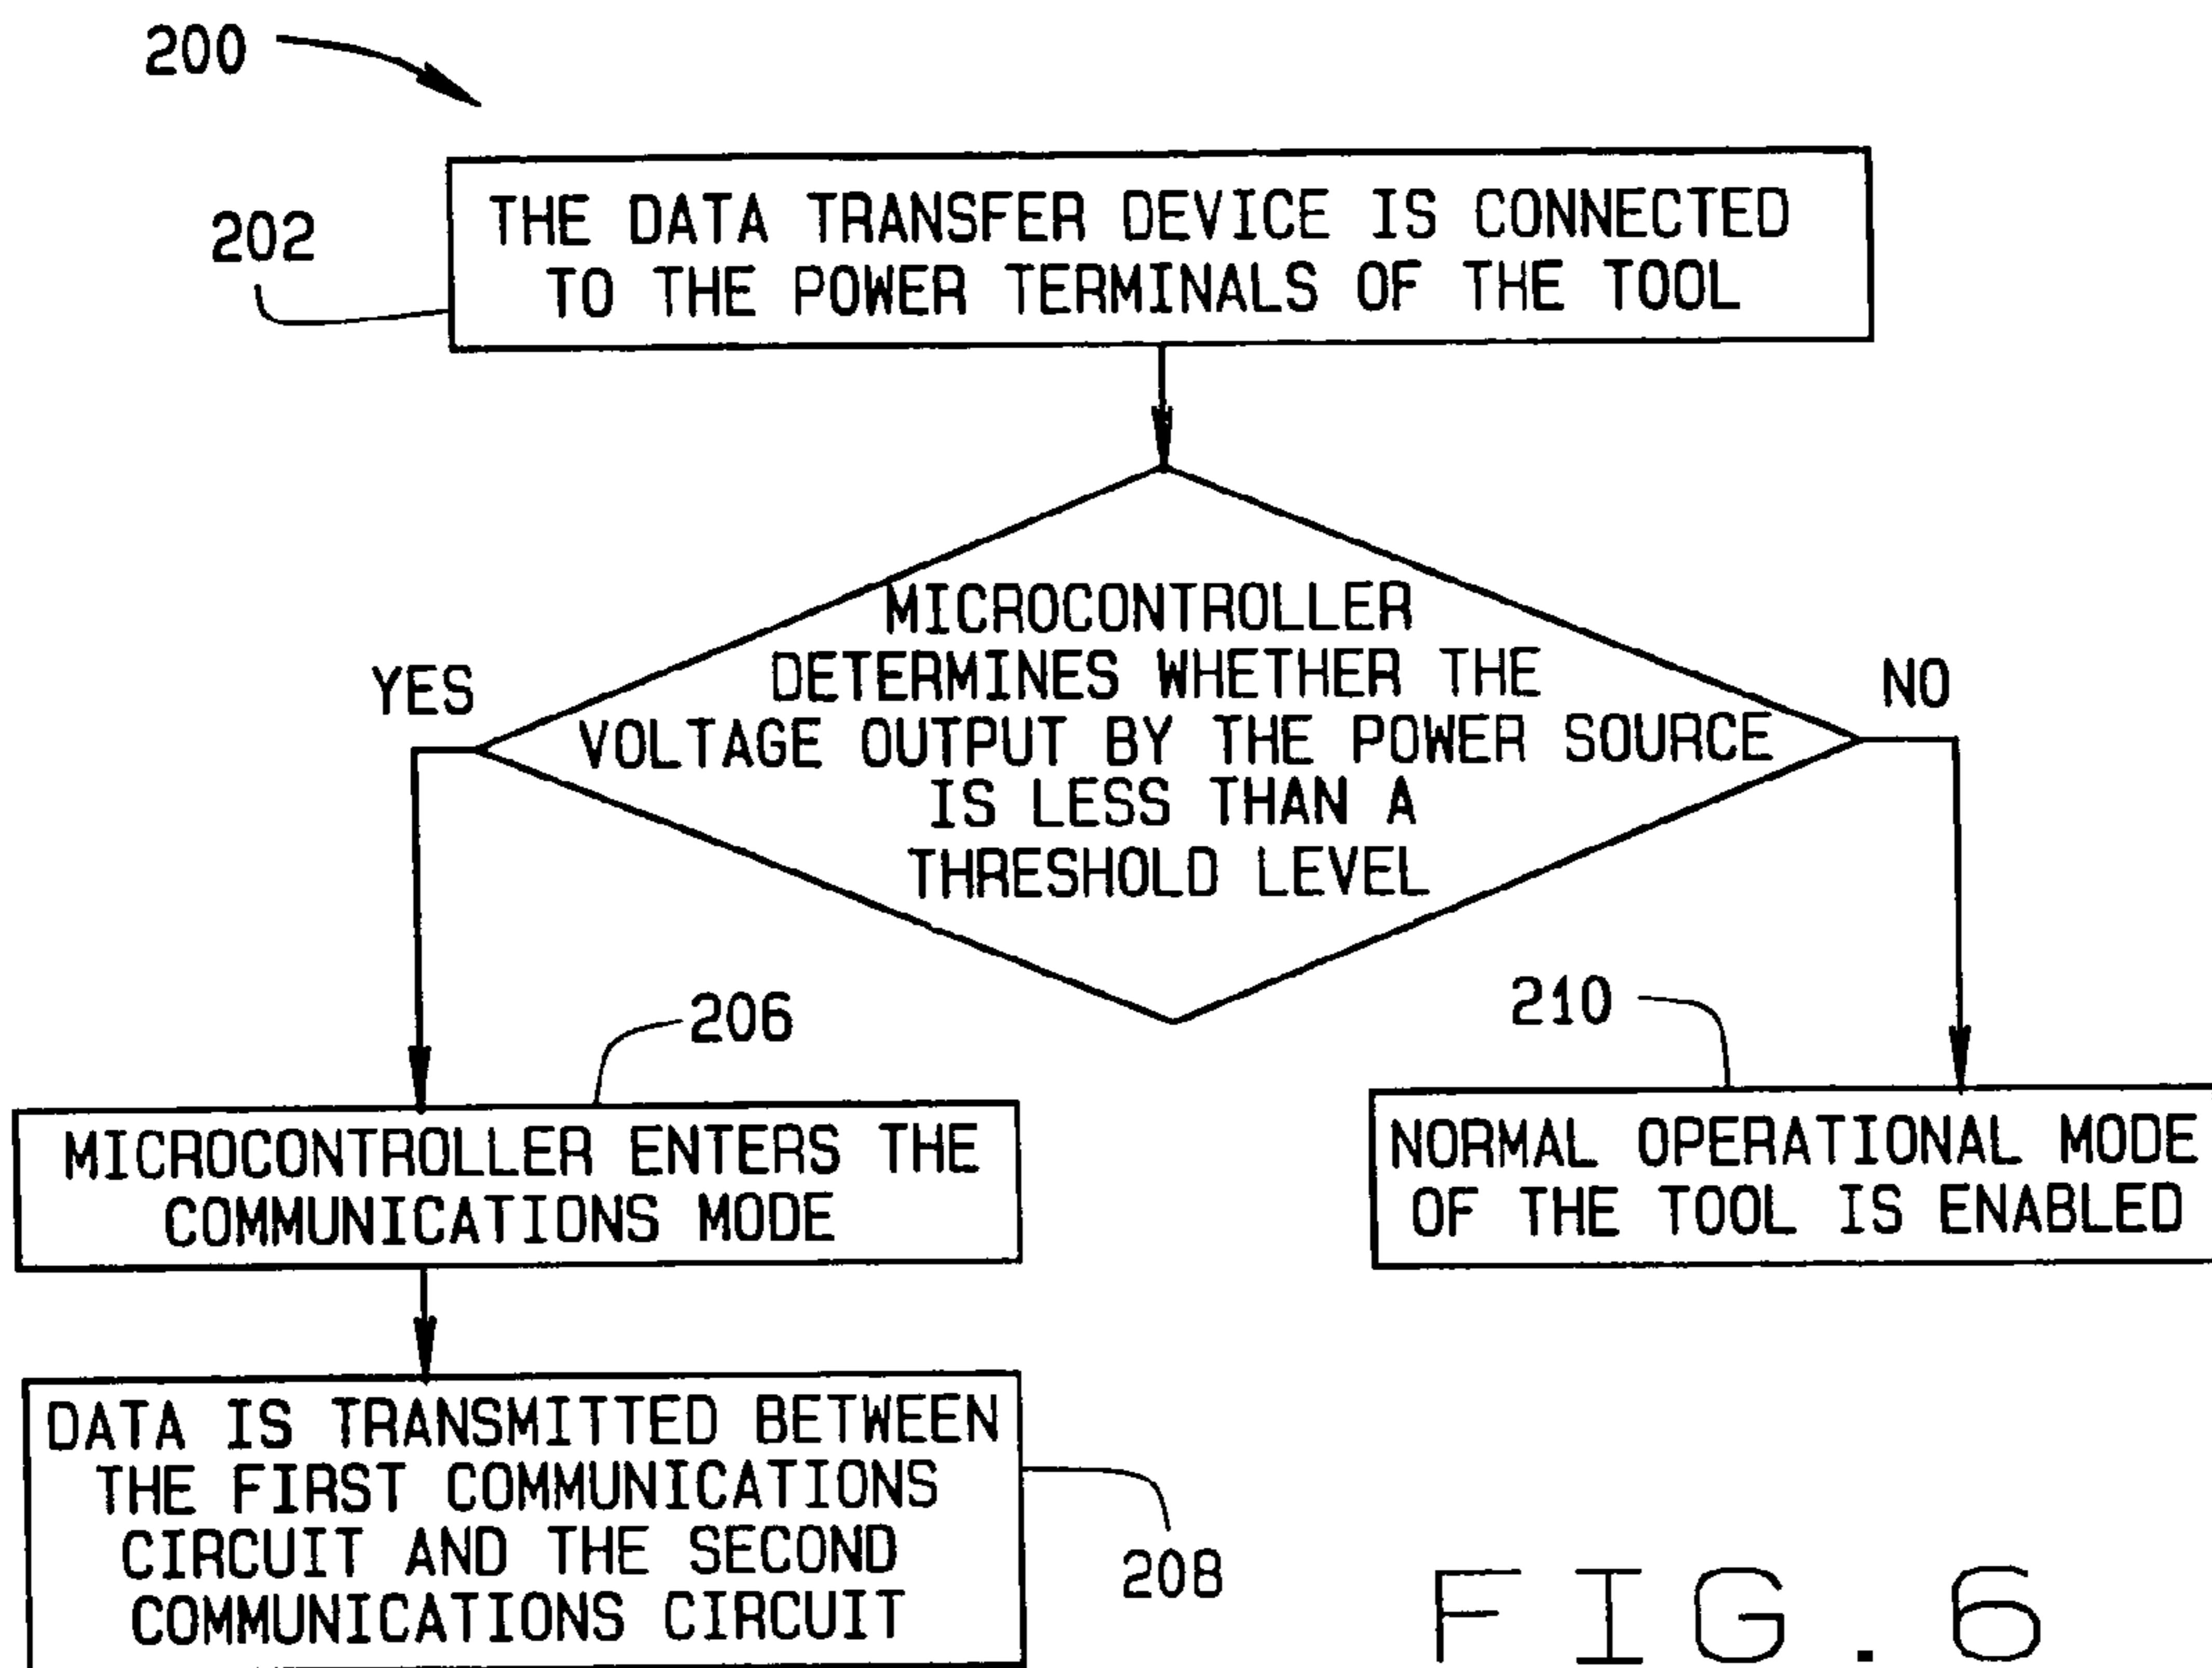 200
202
THE DATA TRANSFER DEVICE IS CONNECTED
TO THE POWER TERMINALS OF THE TOOL
MICROCONTROLLER
DETERMINES WHETHER THE
VOLTAGE OUTPUT BY THE POWER SOURCE
IS LESS THAN A
THRESHOLD LEVEL
YES
NO
206
210
MICROCONTROLLER ENTERS THE
COMMUNICATIONS MODE
NORMAL OPERATIONAL MODE
OF THE TOOL IS ENABLED
DATA IS TRANSMITTED BETWEEN
THE FIRST COMMUNICATIONS
CIRCUIT AND THE SECOND
COMMUNICATIONS CIRCUIT
208
FIG.6